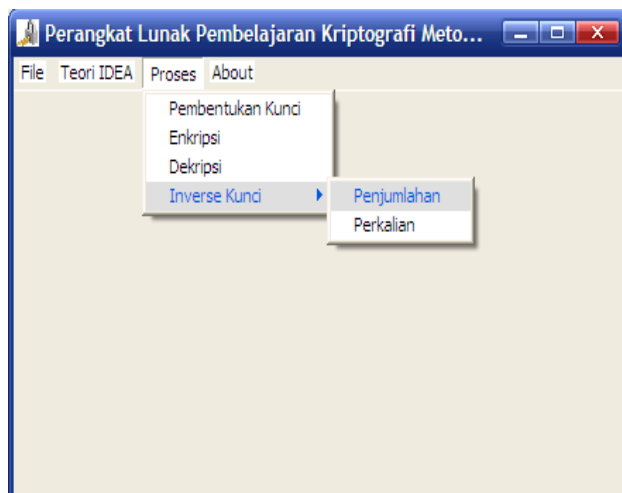 Perangkat Lunak Pembelajaran Kriptografi Meto...
File Teori IDEA Proses About
Pembentukan Kunci
Enkripsi
Dekripsi
Inverse Kunci
Penjumlahan
Perkalian